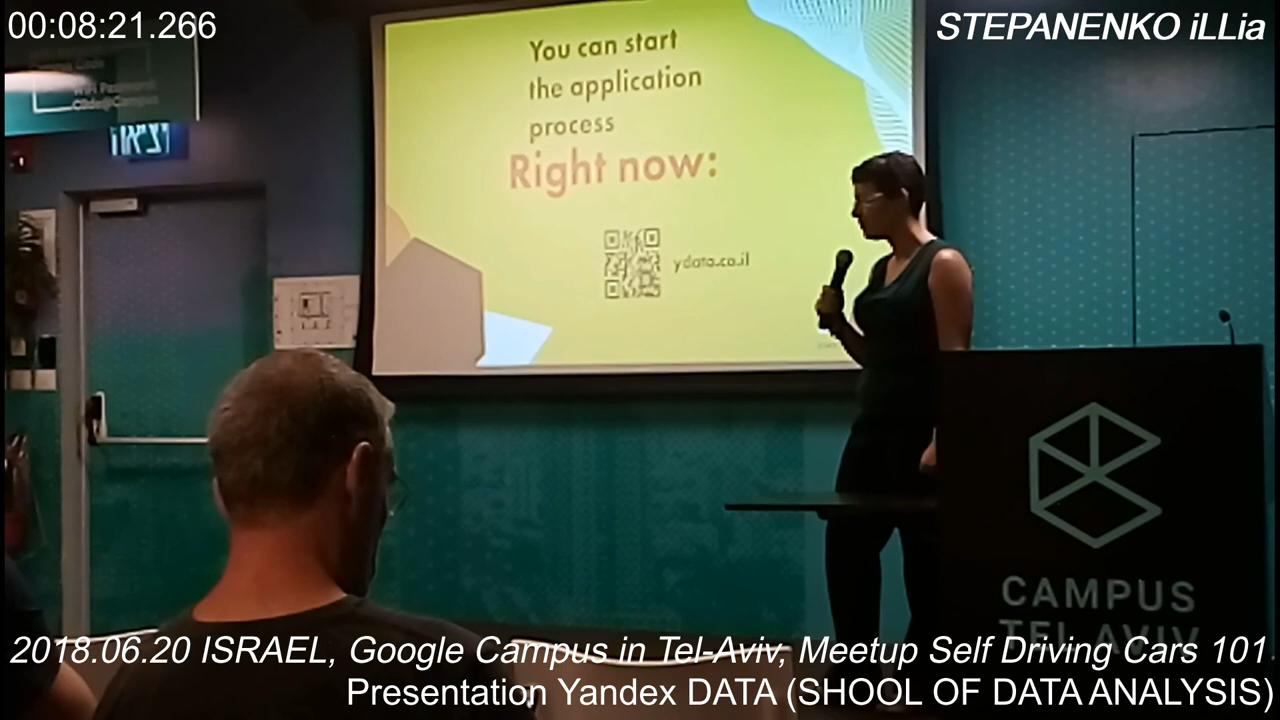 00:08:21.266
STEPANENKO iLLia
You can start
the application
process
Right now:
ydata.co.il
יציאה
CAMPUS
TEL AVIV
2018.06.20 ISRAEL, Google Campus in Tel-Aviv, Meetup Self Driving Cars 101
Presentation Yandex DATA (SHOOL OF DATA ANALYSIS)